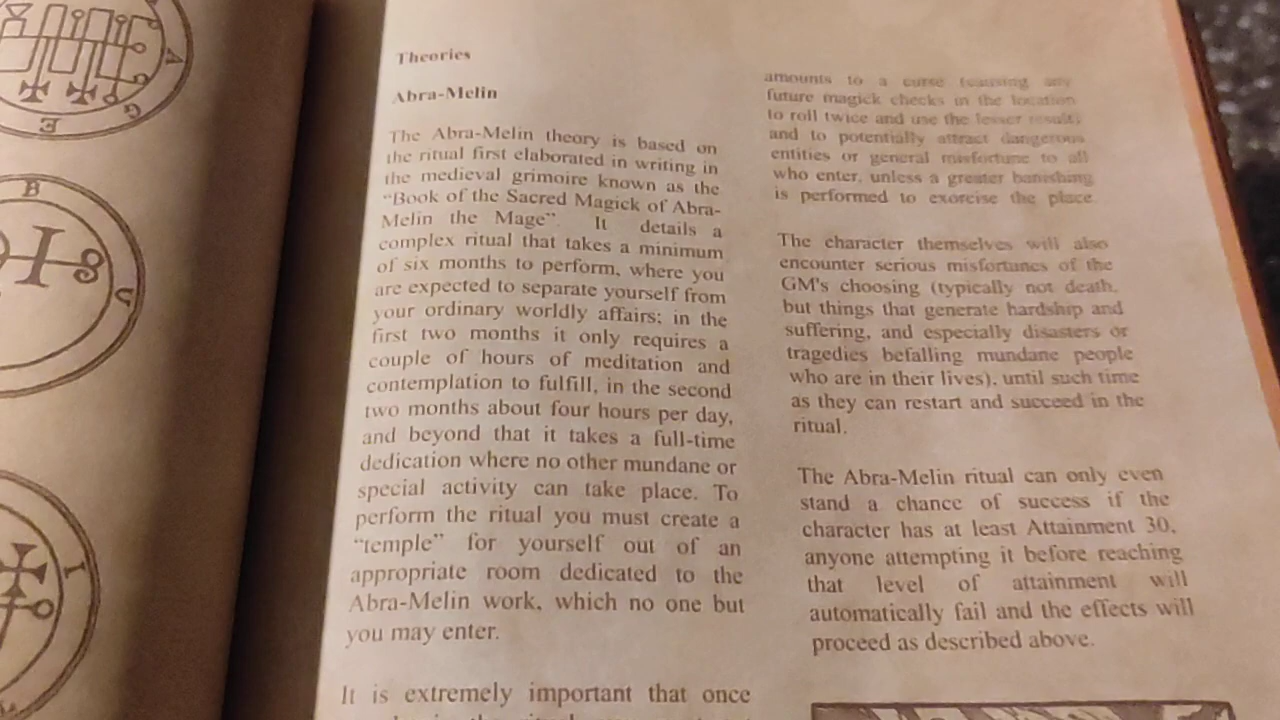 A
G
E
B
U
I
Theories
Abra-Melin
The Abra-Melin theory is based on
the ritual first elaborated in writing in
the medieval grimoire known as the
“Book of the Sacred Magick of Abra-
Melin the Mage”. It details a
complex ritual that takes a minimum
of six months to perform, where you
are expected to separate yourself from
your ordinary worldly affairs; in the
first two months it only requires a
couple of hours of meditation and
contemplation to fulfill, in the second
two months about four hours per day,
and beyond that it takes a full-time
dedication where no other mundane or
special activity can take place. To
perform the ritual you must create a
“temple” for yourself out of an
appropriate room dedicated to the
Abra-Melin work, which no one but
you may enter.
It is extremely important that once
amounts to a curse (causing any
future magick checks in the location
to roll twice and use the lesser result;
and to potentially attract dangerous
entities or general misfortune to all
who enter, unless a greater banishing
is performed to exorcise the place.
The character themselves will also
encounter serious misfortunes of the
GM's choosing (typically not death,
but things that generate hardship and
suffering, and especially disasters or
tragedies befalling mundane people
who are in their lives), until such time
as they can restart and succeed in the
ritual.
The Abra-Melin ritual can only even
stand a chance of success if the
character has at least Attainment 30,
anyone attempting it before reaching
that level of attainment will
automatically fail and the effects will
proceed as described above.